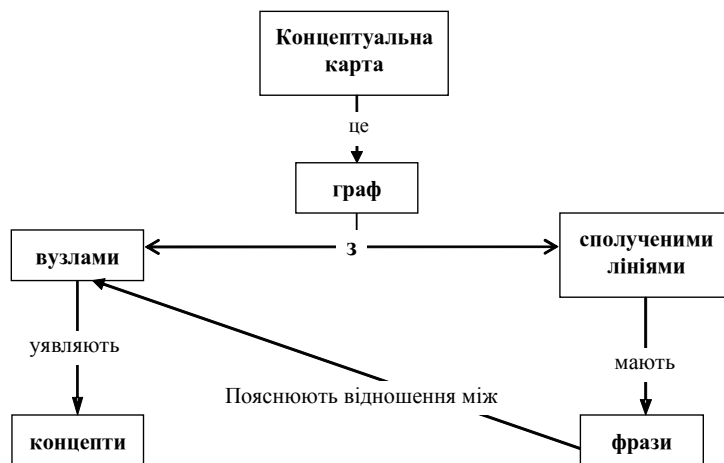 Концептуальна
карта
це
граф
з
вузлами
сполученими
лініями
уявляють
мають
Пояснюють відношення між
концепти
фрази